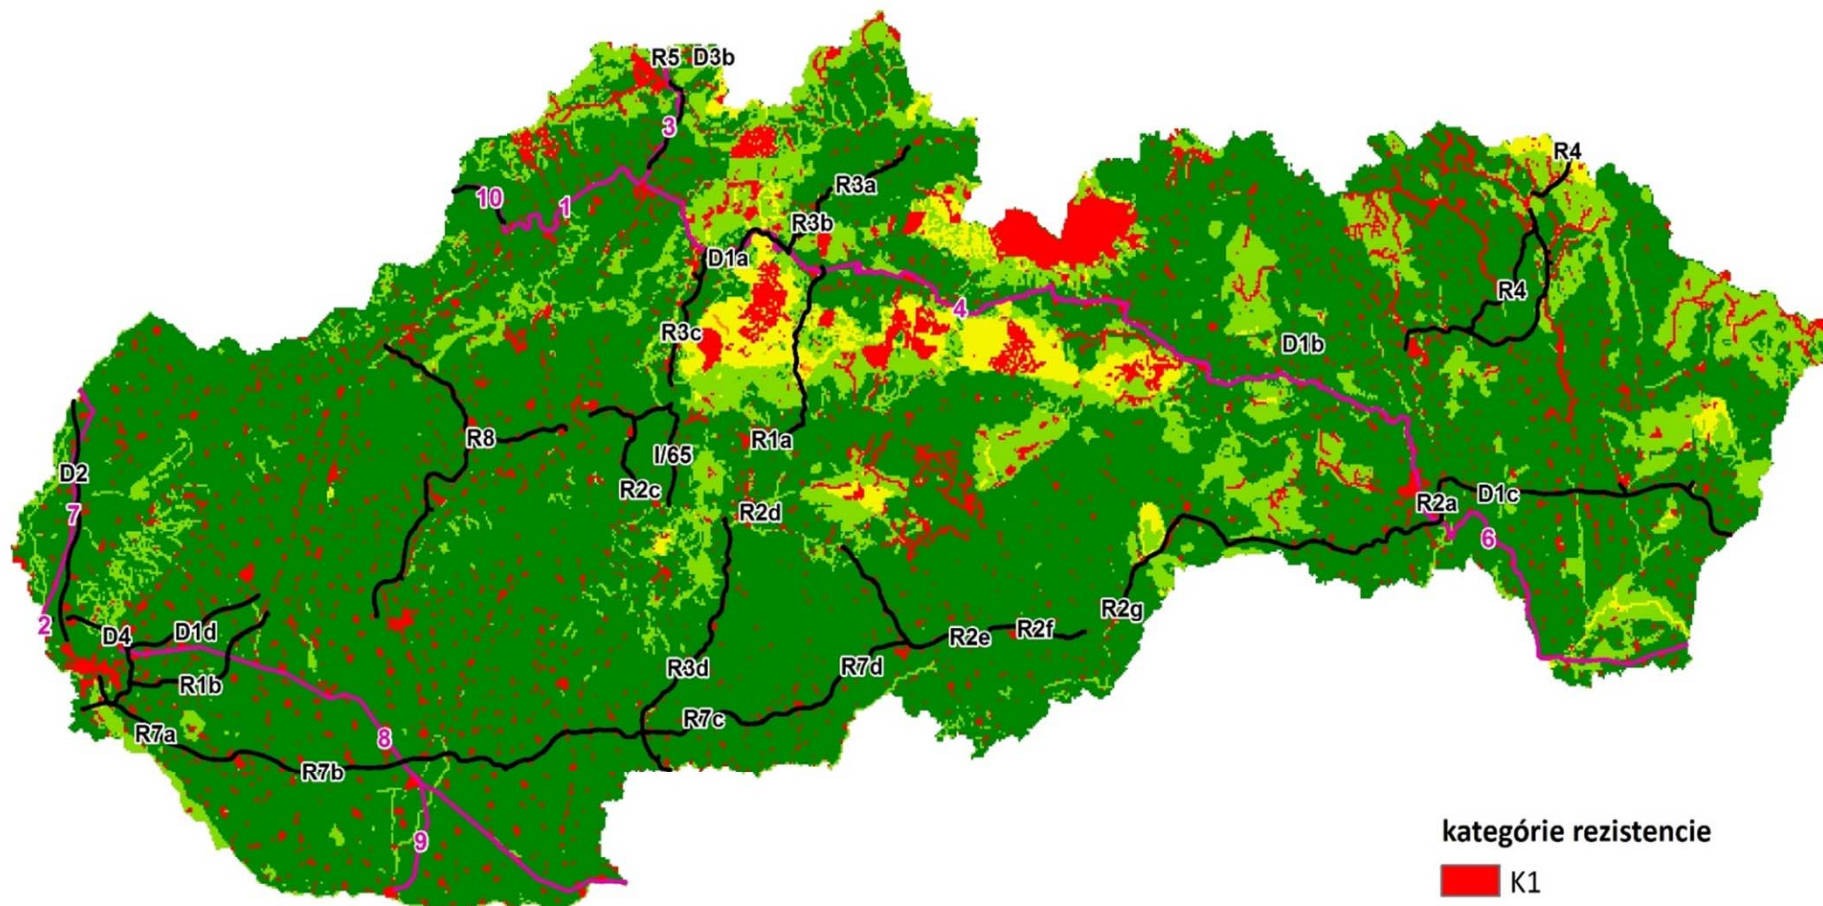 R5 D3b
3
R4
R3a
10
1
R3b
D1a
R4
4
R3c
D1b
R8
R1a
I/65
D2
R2c
D1c
R2a
7
R2d
6
R2g
2
D4
D1d
R2e
R2f
R3d
R7d
R1b
R7c
R7a
8
R7b
kategórie rezistencie
9
K1